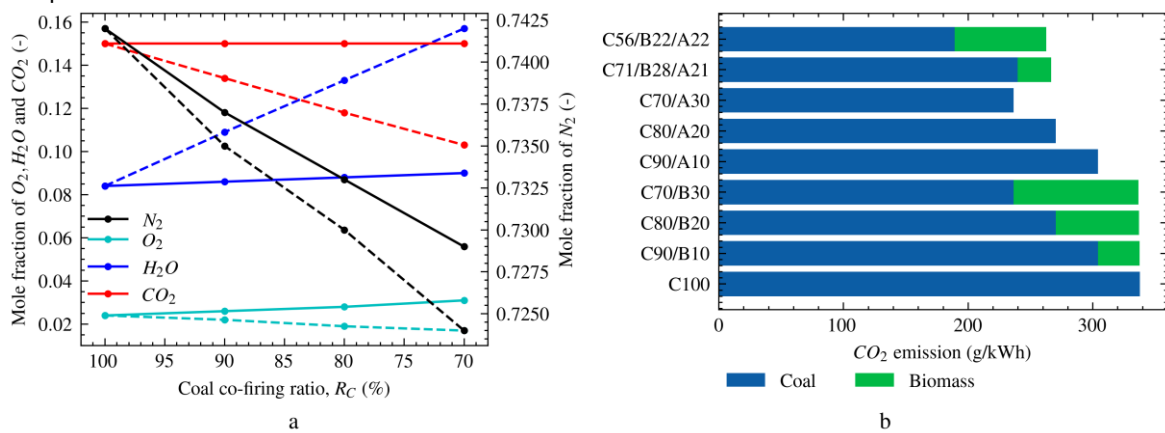 Mole fraction of O2,H2O and CO2 (-)
0.16
0.14
0.12
0.10
0.08
0.06
0.04
0.02
N2
O2
H2O
CO2
100
95
90
85
80
75
70
Coal co-firing ratio, RC (%)
0.7425
0.7400
0.7375
0.7350
0.7325
0.7300
0.7275
0.7250
Mole fraction of N2 (-)
a
C56/B22/A22
C71/B28/A21
C70/A30
C80/A20
C90/A10
C70/B30
C80/B20
C90/B10
C100
0
100
200
300
CO2 emission (g/kWh)
Coal
Biomass
b